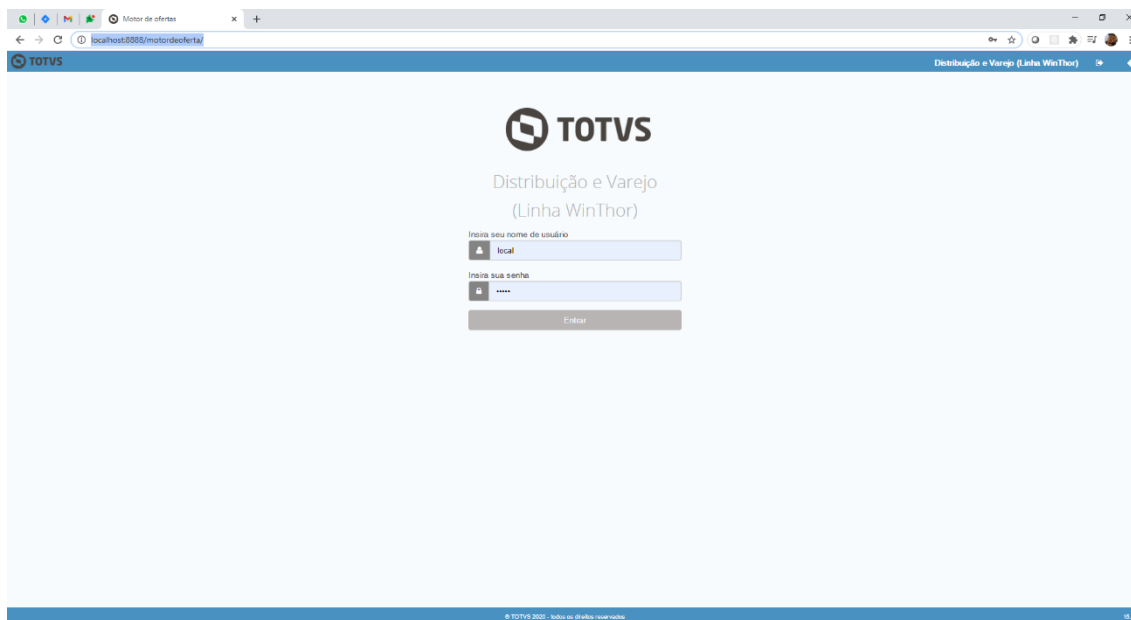 Motor de ofertas
localhost:8888/motordeoferta/
TOTVS
Distribuição e Varejo (Linha WinThor)
TOTVS
Distribuição e Varejo
(Linha WinThor)
Insira seu nome de usuário
local
Insira sua senha
•••••
Entrar
© TOTVS 2020 - todos os direitos reservados